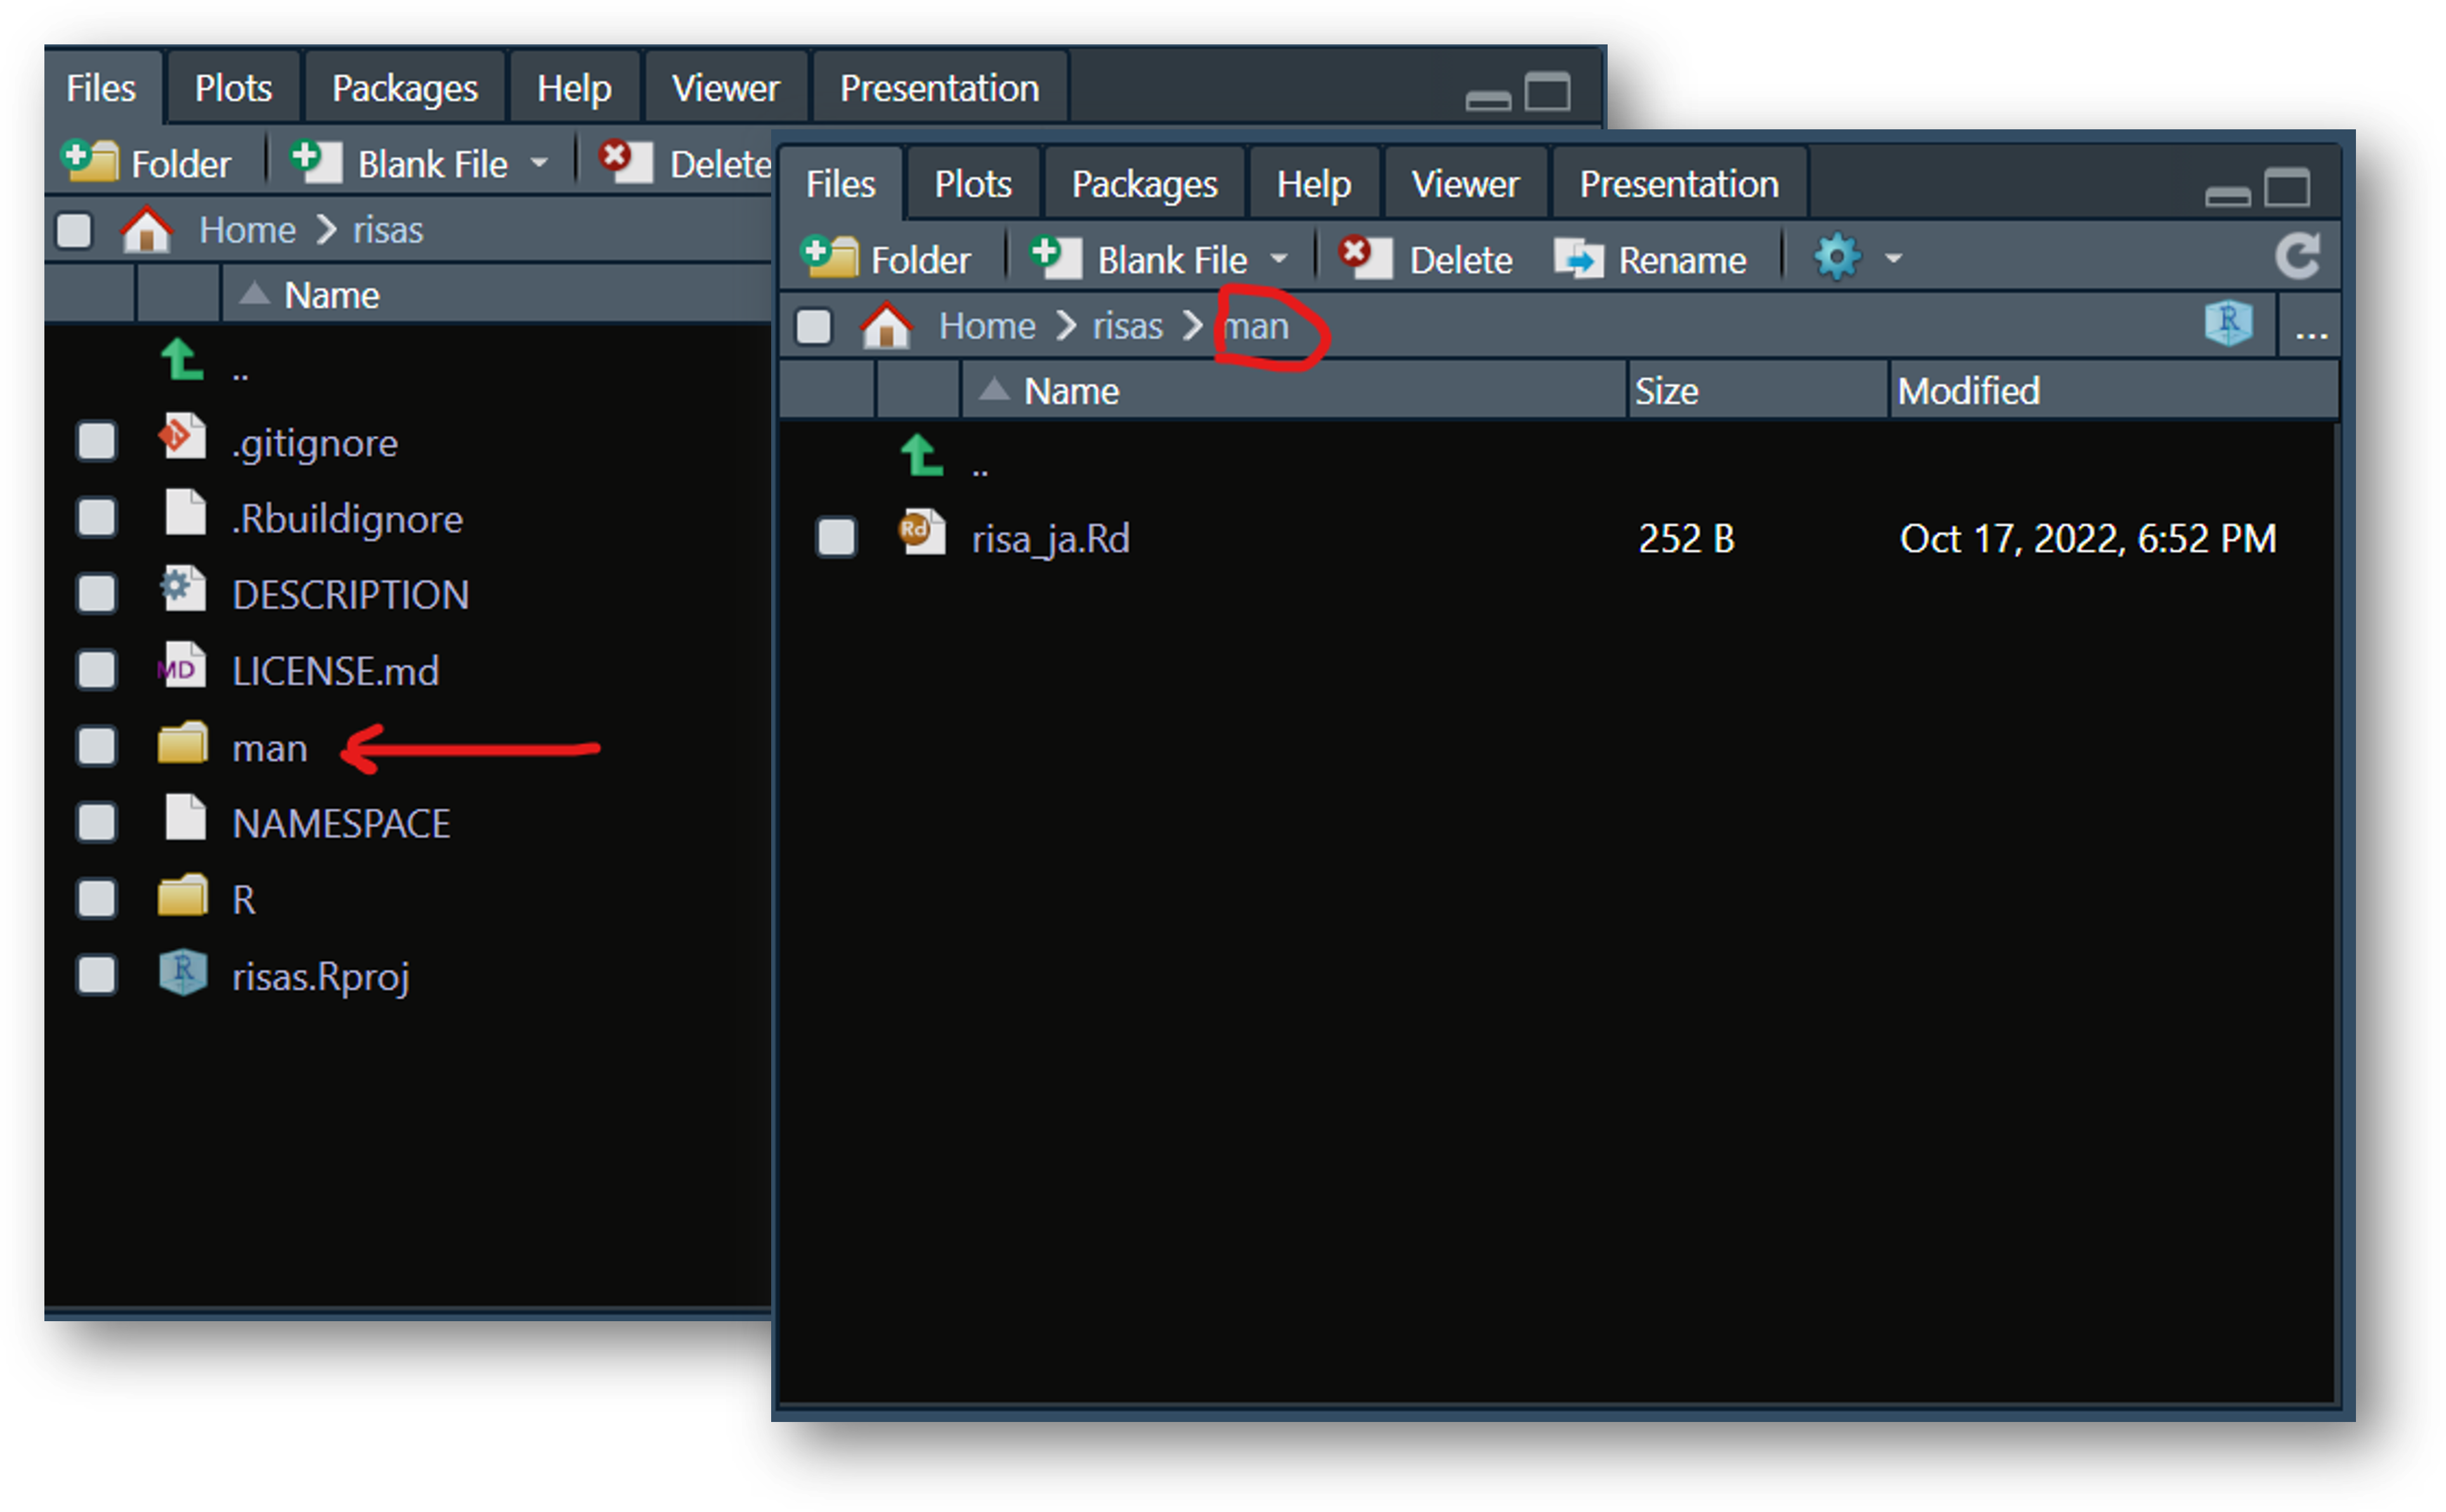 Files Plots Packages Help Viewer Presentation
Folder Blank File Delete
Home risas
Name
..
.gitignore
.Rbuildignore
DESCRIPTION
MD LICENSE.md
man
NAMESPACE
R
R risas.Rproj
Files Plots Packages Help Viewer Presentation
Folder Blank File Delete Rename
Home risas man R ...
Name Size Modified
..
Rd risa_ja.Rd 252 B Oct 17, 2022, 6:52 PM